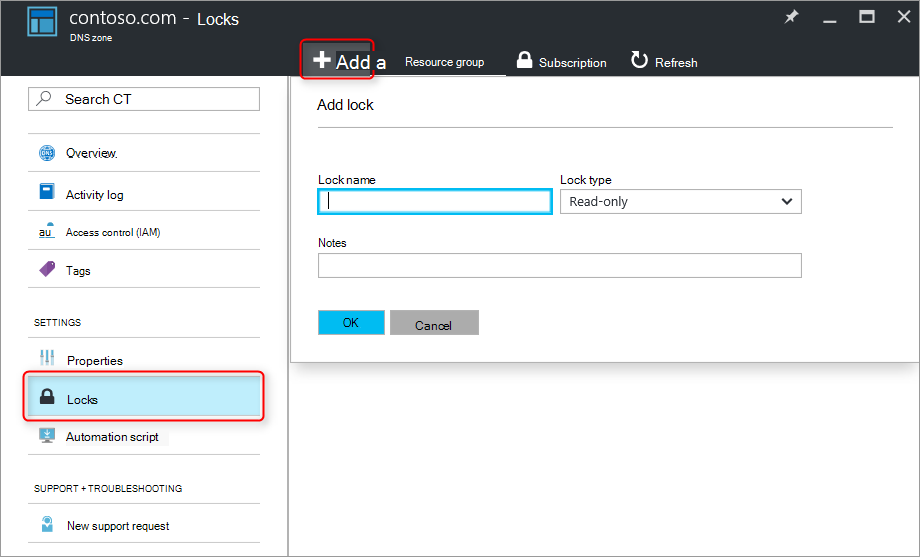 contoso.com - Locks
DNS zone
Add a Resource group Subscription Refresh
Search CT
Add lock
Overview.
Activity log
Access control (IAM)
Tags
Lock name Lock type
Read-only
Notes
OK Cancel
SETTINGS
Properties
Locks
Automation script
SUPPORT + TROUBLESHOOTING
New support request
DNS
au